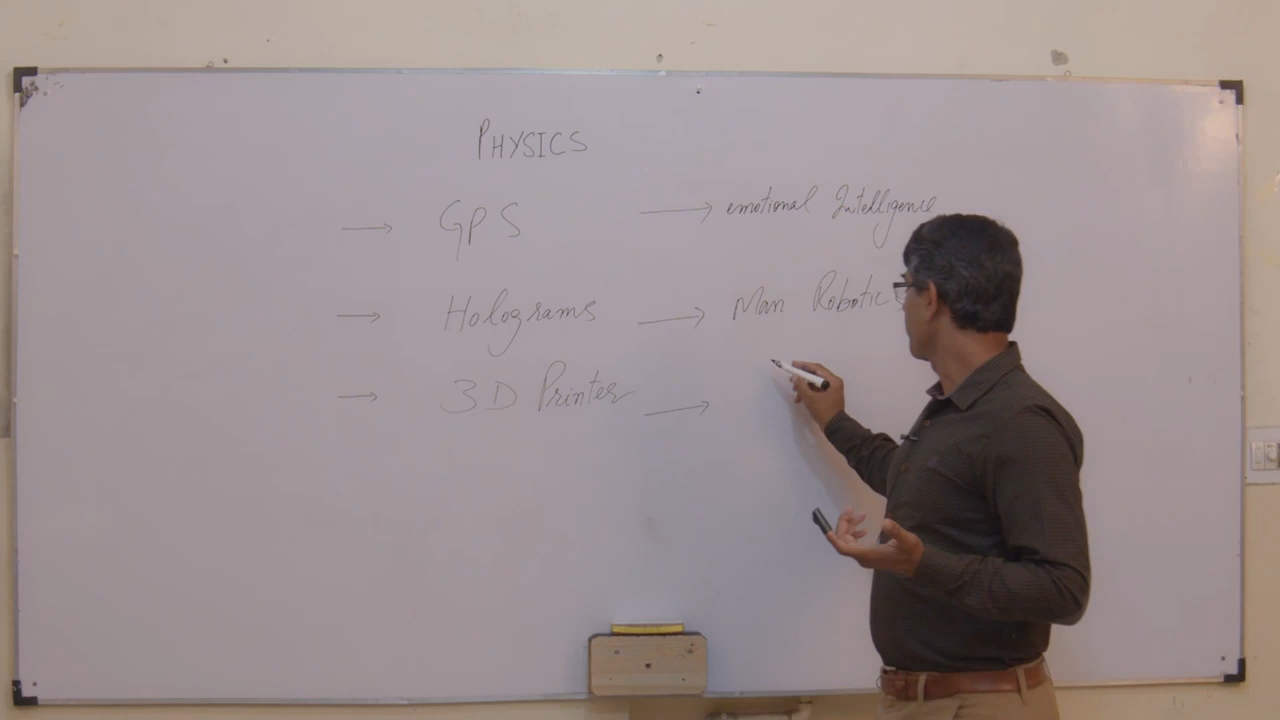 PHYSICS
→ GPS → emotional Intelligence
→ Holograms → Man Robotic
→ 3D Printer →